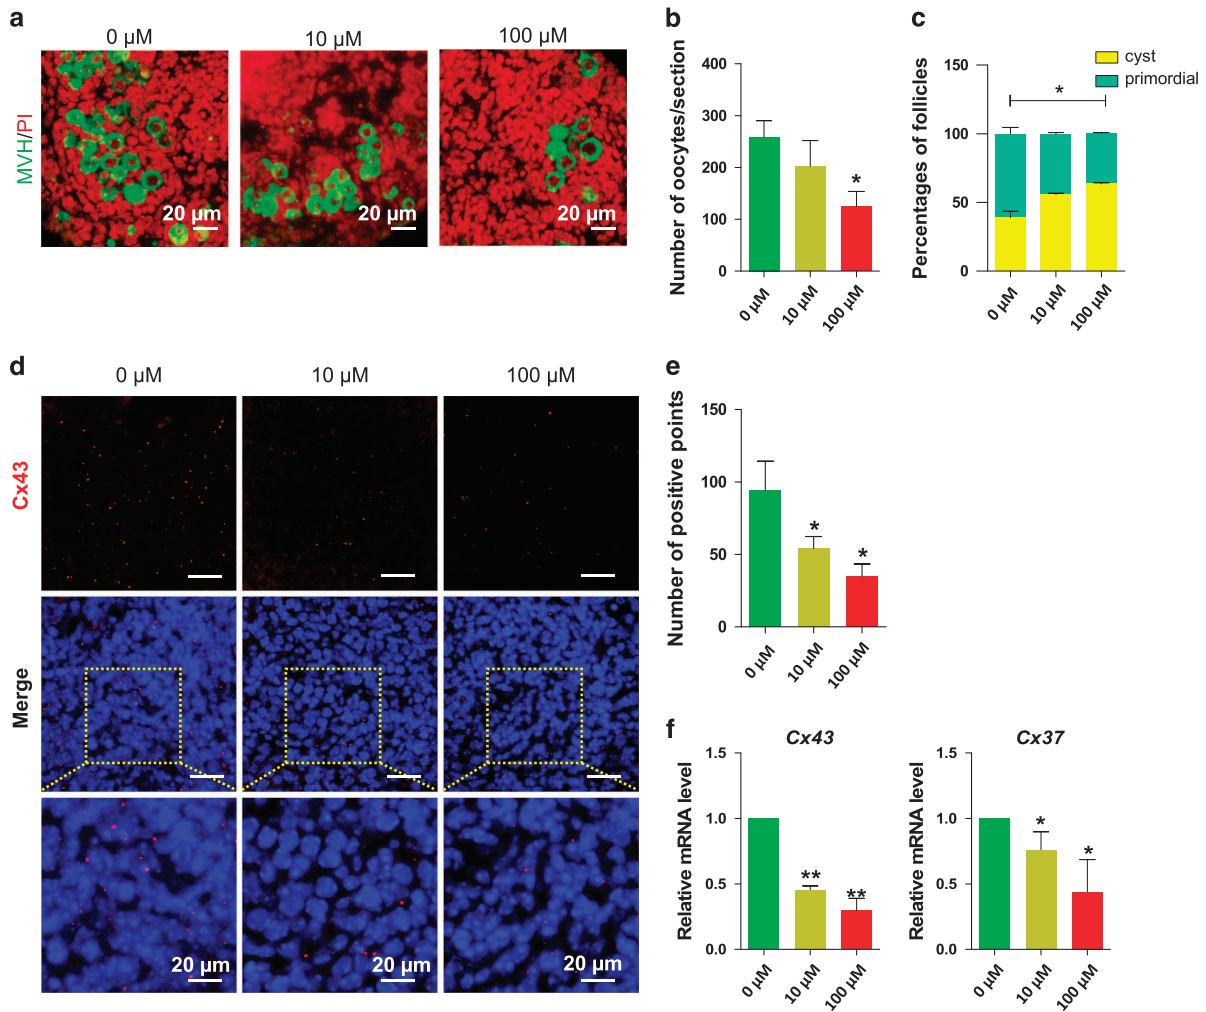 a
0 µM
10 µM
100 µM
MVH/PI
20 µm
20 µm
20 µm
b
Number of oocytes/section
400
300
200
100
0
*
0 µM
10 µM
100 µM
c
Percentages of follicles
cyst
primordial
150
100
50
0
*
0 µM
10 µM
100 µM
d
0 µM
10 µM
100 µM
Cx43
Merge
20 µm
20 µm
20 µm
e
Number of positive points
150
100
50
0
*
*
0 µM
10 µM
100 µM
f
Cx43
Relative mRNA level
1.5
1.0
0.5
0.0
**
**
0 µM
10 µM
100 µM
Cx37
Relative mRNA level
1.5
1.0
0.5
0.0
*
*
0 µM
10 µM
100 µM